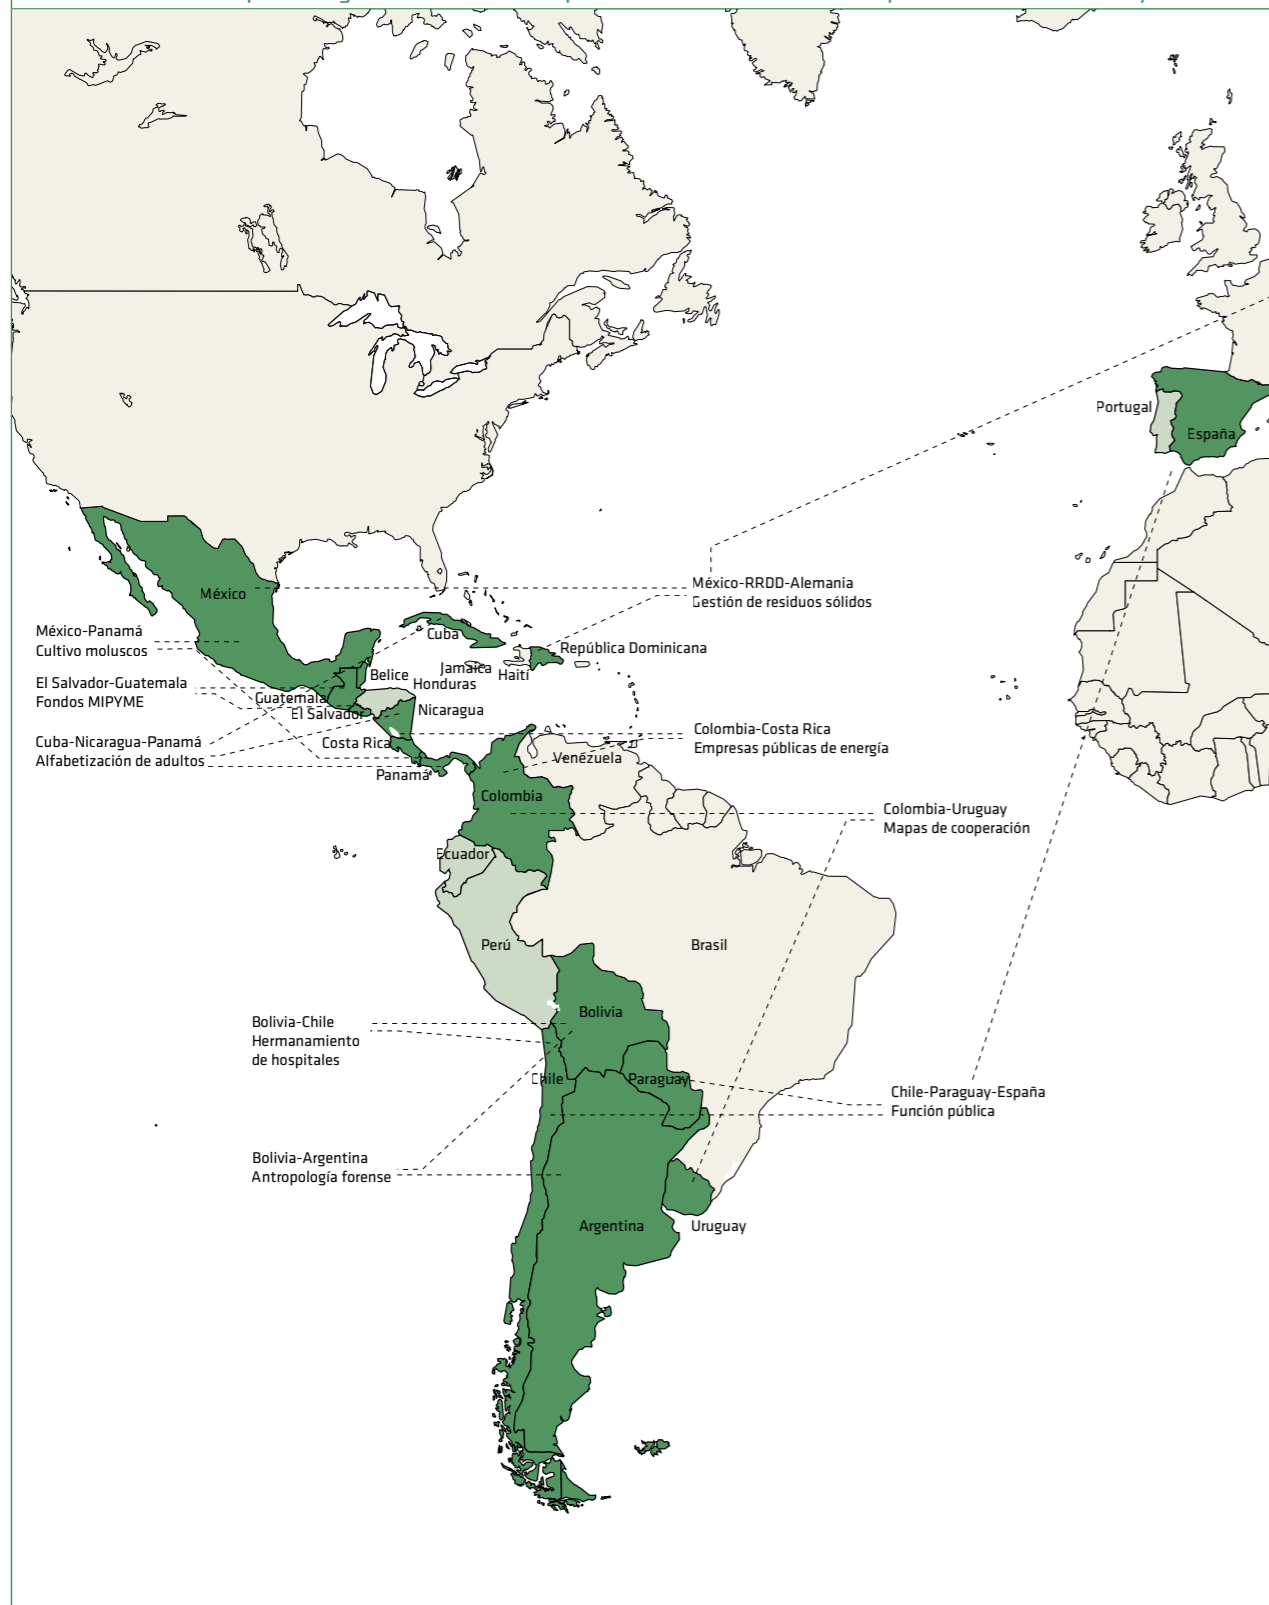 Portugal
España
México
México-RRDD-Alemania
Gestión de residuos sólidos
México-Panamá
Cultivo moluscos
Cuba
República Dominicana
Jamaica
Haití
Belice
Honduras
El Salvador-Guatemala
Fondos MIPYME
Guatemala
El Salvador
Nicaragua
Cuba-Nicaragua-Panamá
Alfabetización de adultos
Costa Rica
Panamá
Colombia-Costa Rica
Empresas públicas de energía
Venezuela
Colombia
Colombia-Uruguay
Mapas de cooperación
Ecuador
Perú
Brasil
Bolivia
Bolivia-Chile
Hermanamiento
de hospitales
Chile
Paraguay
Chile-Paraguay-España
Función pública
Bolivia-Argentina
Antropología forense
Argentina
Uruguay